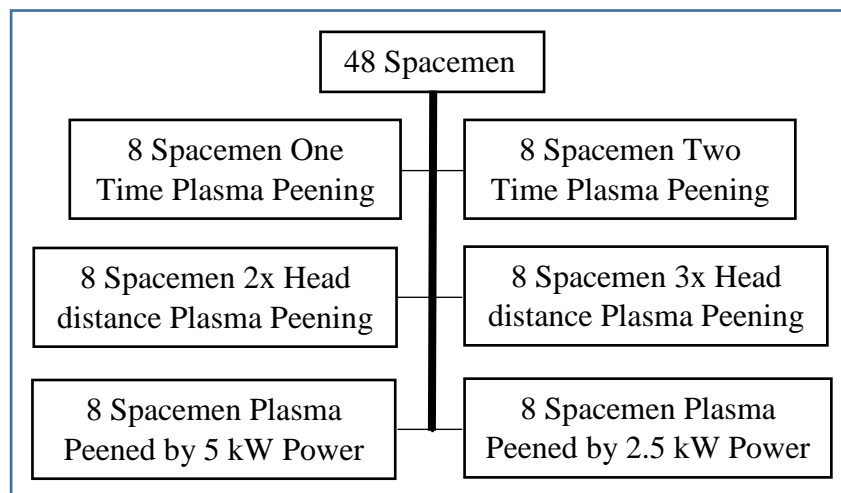 48 Spacemen
8 Spacemen One
Time Plasma Peening
8 Spacemen Two
Time Plasma Peening
8 Spacemen 2x Head
distance Plasma Peening
8 Spacemen 3x Head
distance Plasma Peening
8 Spacemen Plasma
Peened by 5 kW Power
8 Spacemen Plasma
Peened by 2.5 kW Power